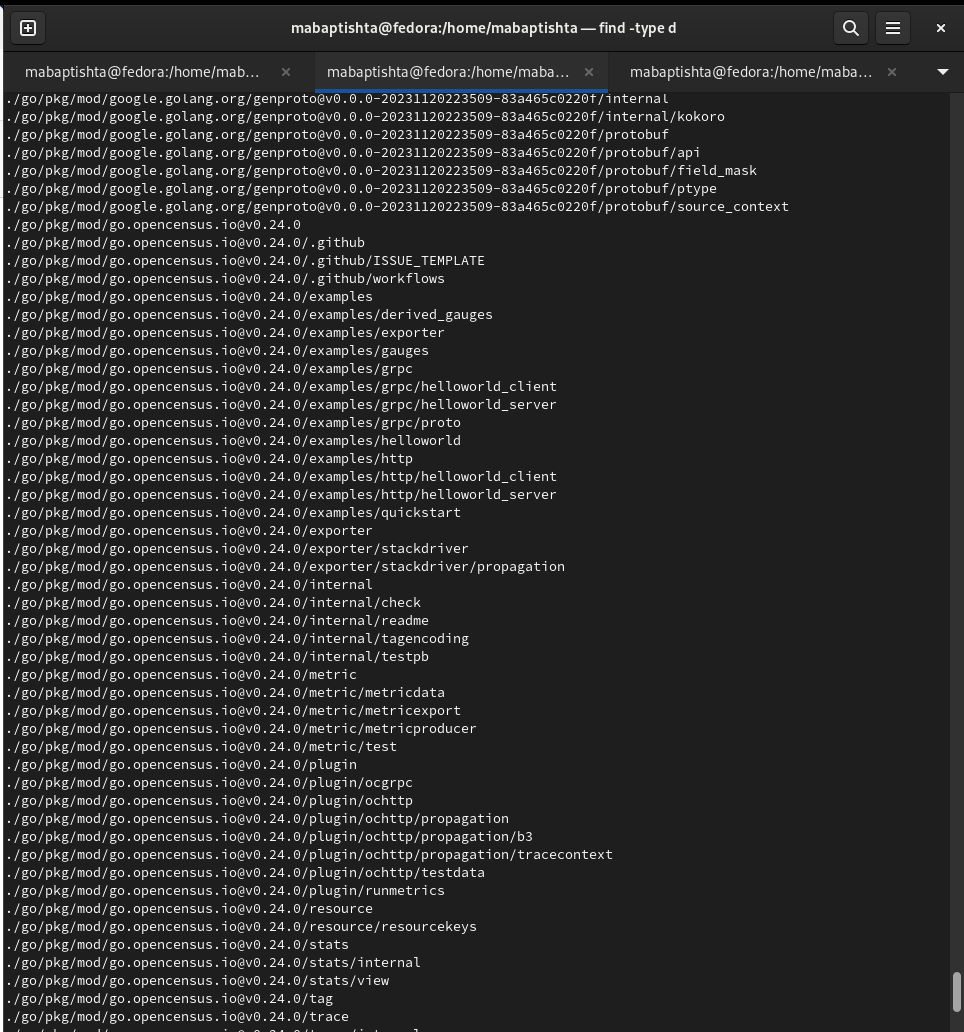 mabaptishta@fedora:/home/mabaptishta — find -type d
mabaptishta@fedora:/home/mab...
mabaptishta@fedora:/home/maba...
mabaptishta@fedora:/home/maba...
./go/pkg/mod/google.golang.org/genproto@v0.0.0-20231120223509-83a465c0220f/internal
./go/pkg/mod/google.golang.org/genproto@v0.0.0-20231120223509-83a465c0220f/internal/kokoro
./go/pkg/mod/google.golang.org/genproto@v0.0.0-20231120223509-83a465c0220f/protobuf
./go/pkg/mod/google.golang.org/genproto@v0.0.0-20231120223509-83a465c0220f/protobuf/api
./go/pkg/mod/google.golang.org/genproto@v0.0.0-20231120223509-83a465c0220f/protobuf/field_mask
./go/pkg/mod/google.golang.org/genproto@v0.0.0-20231120223509-83a465c0220f/protobuf/ptype
./go/pkg/mod/google.golang.org/genproto@v0.0.0-20231120223509-83a465c0220f/protobuf/source_context
./go/pkg/mod/go.opencensus.io@v0.24.0
./go/pkg/mod/go.opencensus.io@v0.24.0/.github
./go/pkg/mod/go.opencensus.io@v0.24.0/.github/ISSUE_TEMPLATE
./go/pkg/mod/go.opencensus.io@v0.24.0/.github/workflows
./go/pkg/mod/go.opencensus.io@v0.24.0/examples
./go/pkg/mod/go.opencensus.io@v0.24.0/examples/derived_gauges
./go/pkg/mod/go.opencensus.io@v0.24.0/examples/exporter
./go/pkg/mod/go.opencensus.io@v0.24.0/examples/gauges
./go/pkg/mod/go.opencensus.io@v0.24.0/examples/grpc
./go/pkg/mod/go.opencensus.io@v0.24.0/examples/grpc/helloworld_client
./go/pkg/mod/go.opencensus.io@v0.24.0/examples/grpc/helloworld_server
./go/pkg/mod/go.opencensus.io@v0.24.0/examples/grpc/proto
./go/pkg/mod/go.opencensus.io@v0.24.0/examples/helloworld
./go/pkg/mod/go.opencensus.io@v0.24.0/examples/http
./go/pkg/mod/go.opencensus.io@v0.24.0/examples/http/helloworld_client
./go/pkg/mod/go.opencensus.io@v0.24.0/examples/http/helloworld_server
./go/pkg/mod/go.opencensus.io@v0.24.0/examples/quickstart
./go/pkg/mod/go.opencensus.io@v0.24.0/exporter
./go/pkg/mod/go.opencensus.io@v0.24.0/exporter/stackdriver
./go/pkg/mod/go.opencensus.io@v0.24.0/exporter/stackdriver/propagation
./go/pkg/mod/go.opencensus.io@v0.24.0/internal
./go/pkg/mod/go.opencensus.io@v0.24.0/internal/check
./go/pkg/mod/go.opencensus.io@v0.24.0/internal/readme
./go/pkg/mod/go.opencensus.io@v0.24.0/internal/tagencoding
./go/pkg/mod/go.opencensus.io@v0.24.0/internal/testpb
./go/pkg/mod/go.opencensus.io@v0.24.0/metric
./go/pkg/mod/go.opencensus.io@v0.24.0/metric/metricdata
./go/pkg/mod/go.opencensus.io@v0.24.0/metric/metricexport
./go/pkg/mod/go.opencensus.io@v0.24.0/metric/metricproducer
./go/pkg/mod/go.opencensus.io@v0.24.0/metric/test
./go/pkg/mod/go.opencensus.io@v0.24.0/plugin
./go/pkg/mod/go.opencensus.io@v0.24.0/plugin/ocgrpc
./go/pkg/mod/go.opencensus.io@v0.24.0/plugin/ochttp
./go/pkg/mod/go.opencensus.io@v0.24.0/plugin/ochttp/propagation
./go/pkg/mod/go.opencensus.io@v0.24.0/plugin/ochttp/propagation/b3
./go/pkg/mod/go.opencensus.io@v0.24.0/plugin/ochttp/propagation/tracecontext
./go/pkg/mod/go.opencensus.io@v0.24.0/plugin/ochttp/testdata
./go/pkg/mod/go.opencensus.io@v0.24.0/plugin/runmetrics
./go/pkg/mod/go.opencensus.io@v0.24.0/resource
./go/pkg/mod/go.opencensus.io@v0.24.0/resource/resourcekeys
./go/pkg/mod/go.opencensus.io@v0.24.0/stats
./go/pkg/mod/go.opencensus.io@v0.24.0/stats/internal
./go/pkg/mod/go.opencensus.io@v0.24.0/stats/view
./go/pkg/mod/go.opencensus.io@v0.24.0/tag
./go/pkg/mod/go.opencensus.io@v0.24.0/trace